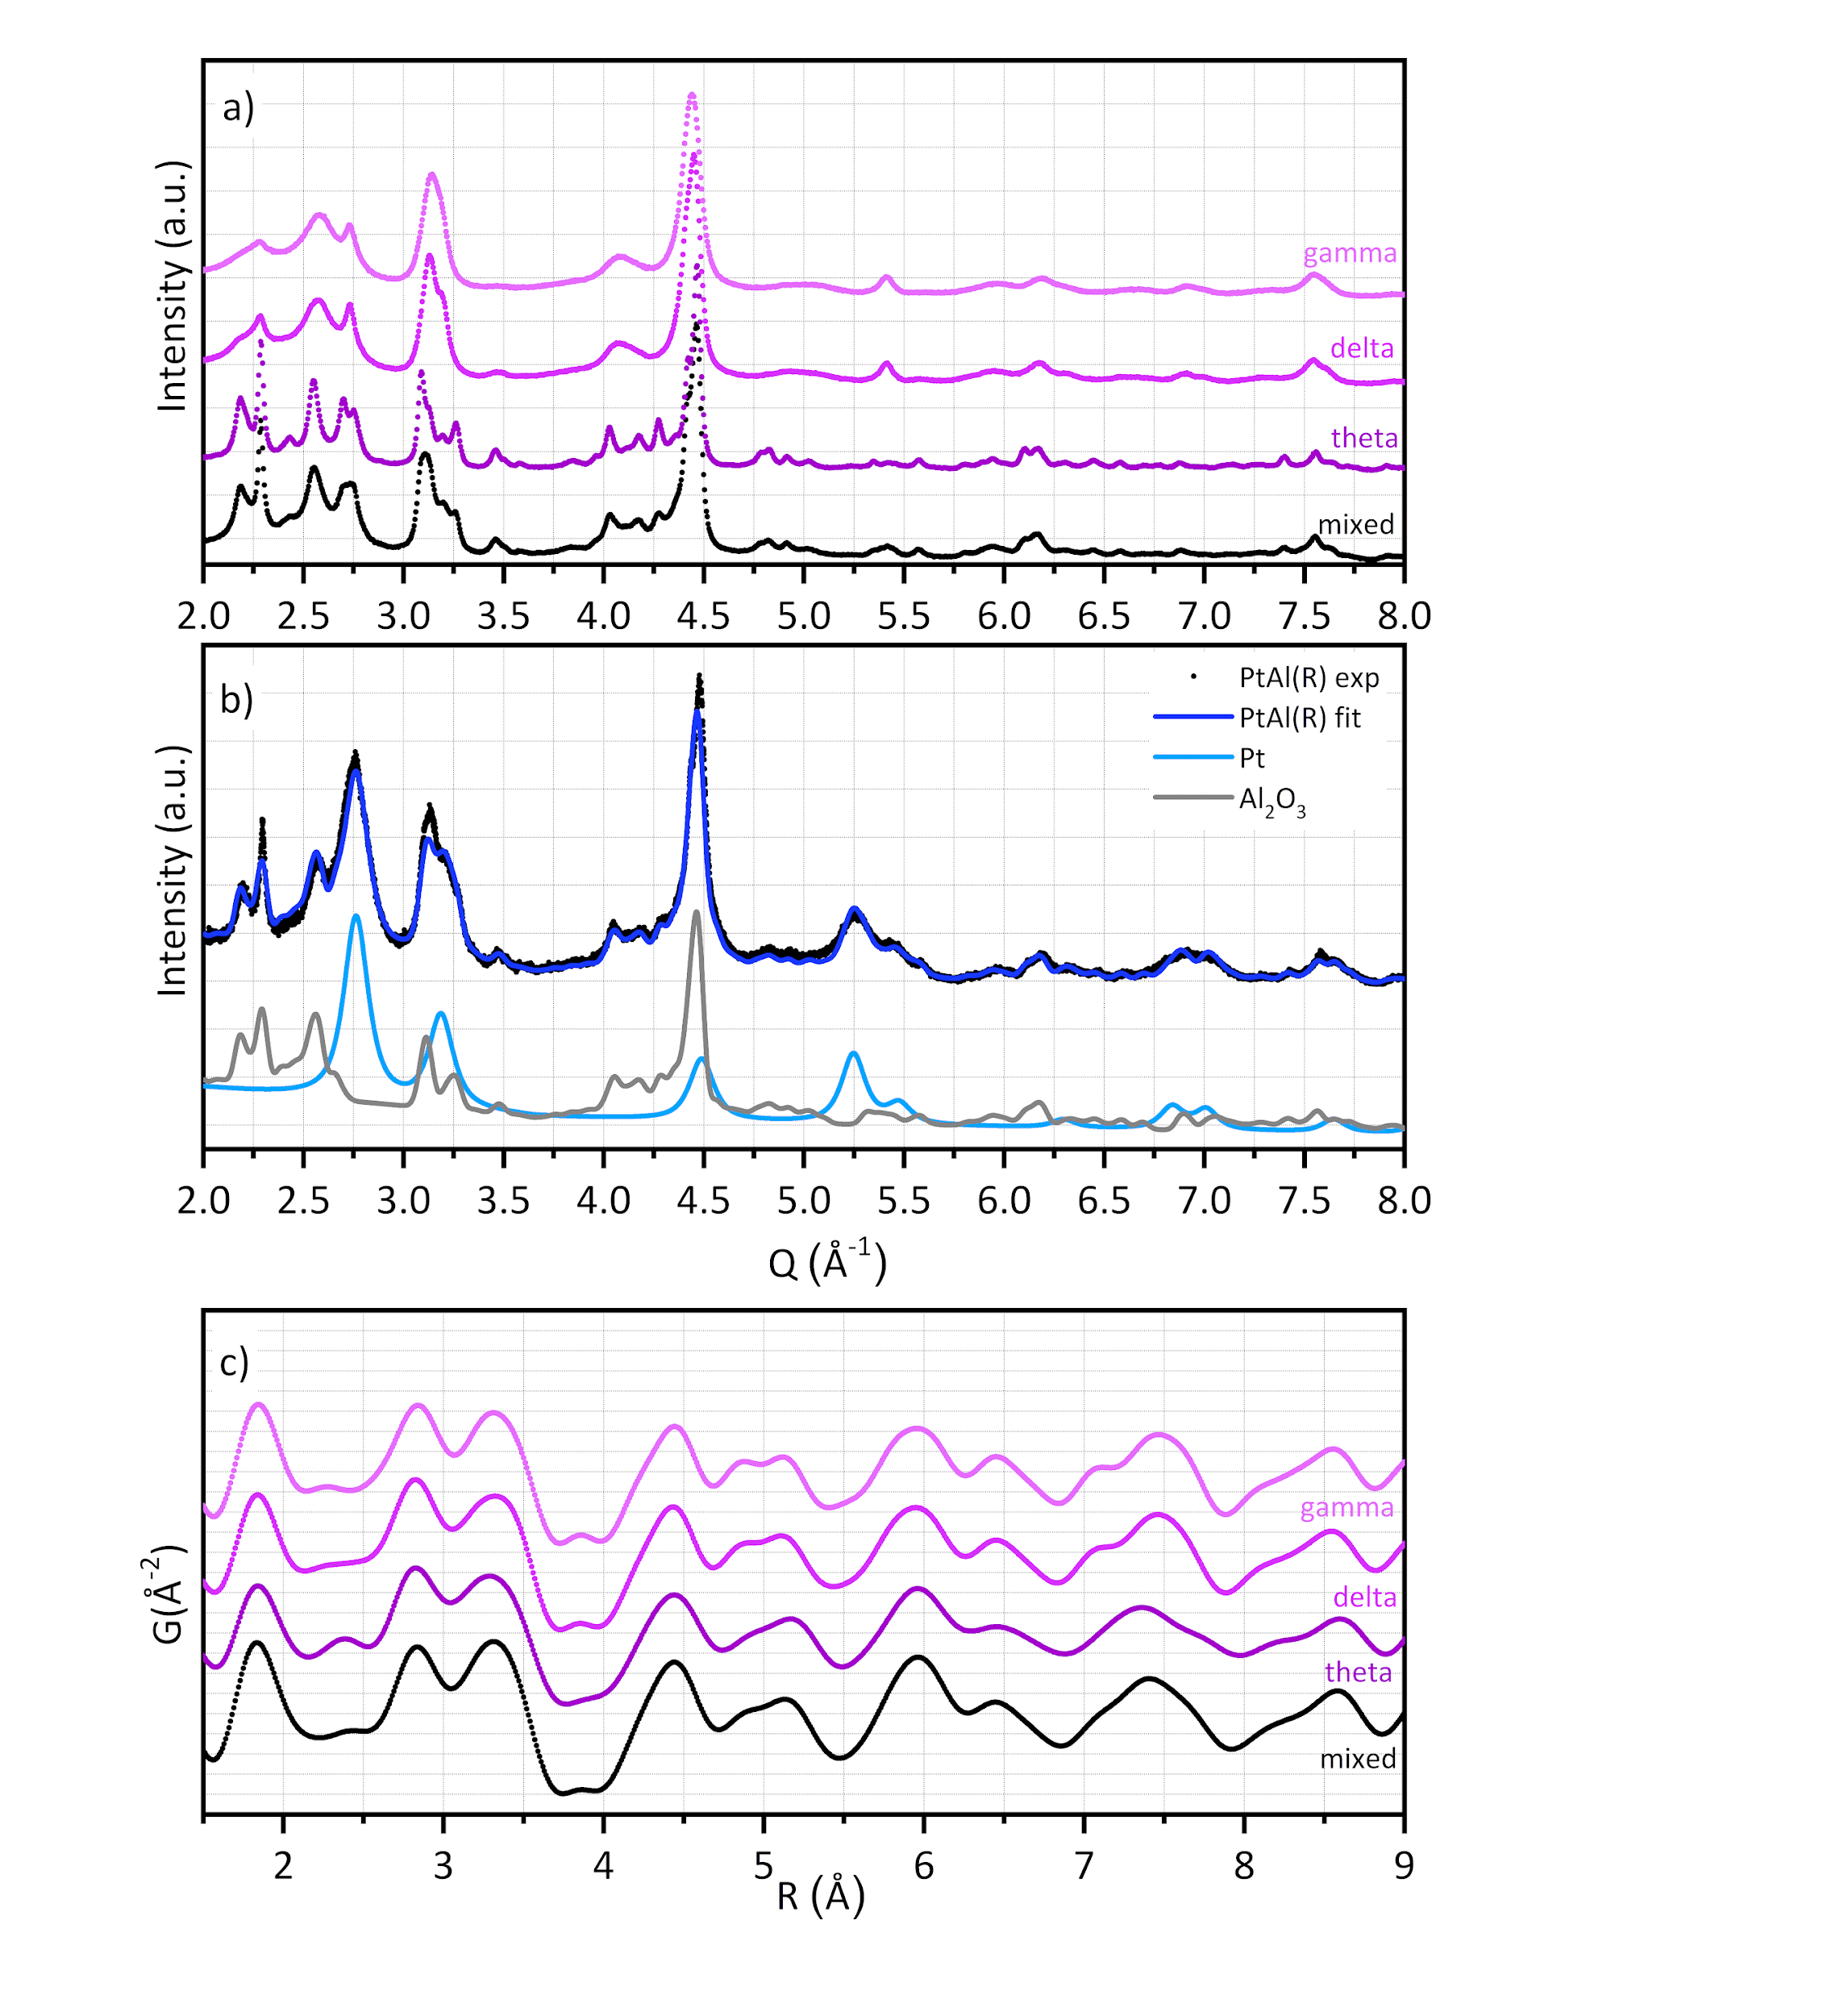 a)
Intensity (a.u.)
gamma
delta
theta
mixed
2.0 2.5 3.0 3.5 4.0 4.5 5.0 5.5 6.0 6.5 7.0 7.5 8.0
b)
Intensity (a.u.)
PtAl(R) exp
PtAl(R) fit
Pt
Al₂O₃
2.0 2.5 3.0 3.5 4.0 4.5 5.0 5.5 6.0 6.5 7.0 7.5 8.0
Q (Å⁻¹)
c)
G(Å⁻²)
gamma
delta
theta
mixed
2 3 4 5 6 7 8 9
R (Å)